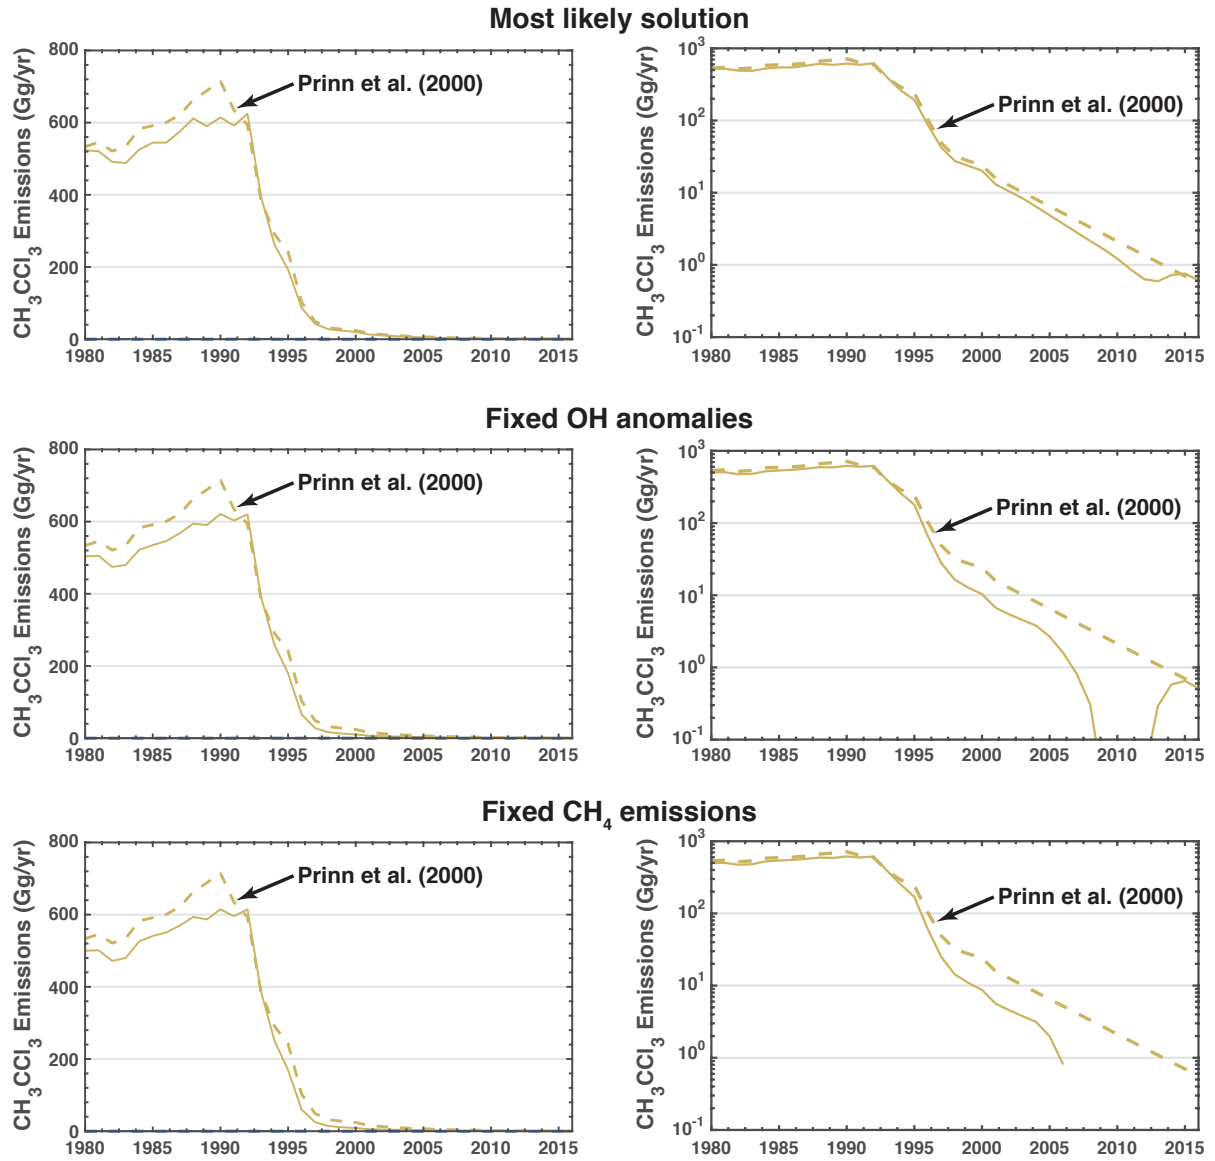 Most likely solution
CH3CCl3 Emissions (Gg/yr)
800
600
400
200
0
Prinn et al. (2000)
1980 1985 1990 1995 2000 2005 2010 2015
CH3CCl3 Emissions (Gg/yr)
10^3
10^2
10^1
10^0
10^-1
Prinn et al. (2000)
1980 1985 1990 1995 2000 2005 2010 2015
Fixed OH anomalies
CH3CCl3 Emissions (Gg/yr)
800
600
400
200
0
Prinn et al. (2000)
1980 1985 1990 1995 2000 2005 2010 2015
CH3CCl3 Emissions (Gg/yr)
10^3
10^2
10^1
10^0
10^-1
Prinn et al. (2000)
1980 1985 1990 1995 2000 2005 2010 2015
Fixed CH4 emissions
CH3CCl3 Emissions (Gg/yr)
800
600
400
200
0
Prinn et al. (2000)
1980 1985 1990 1995 2000 2005 2010 2015
CH3CCl3 Emissions (Gg/yr)
10^3
10^2
10^1
10^0
10^-1
Prinn et al. (2000)
1980 1985 1990 1995 2000 2005 2010 2015